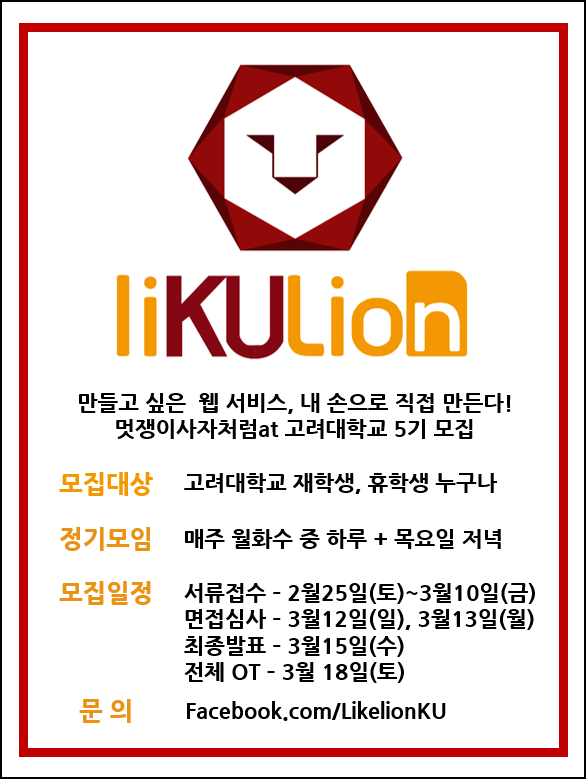 liKULion
만들고 싶은 웹 서비스, 내 손으로 직접 만든다!
멋쟁이사자처럼at 고려대학교 5기 모집
모집대상 고려대학교 재학생, 휴학생 누구나
정기모임 매주 월화수 중 하루 + 목요일 저녁
모집일정 서류접수 - 2월25일(토)~3월10일(금)
면접심사 - 3월12일(일), 3월13일(월)
최종발표 - 3월15일(수)
전체 OT - 3월 18일(토)
문 의 Facebook.com/LikelionKU